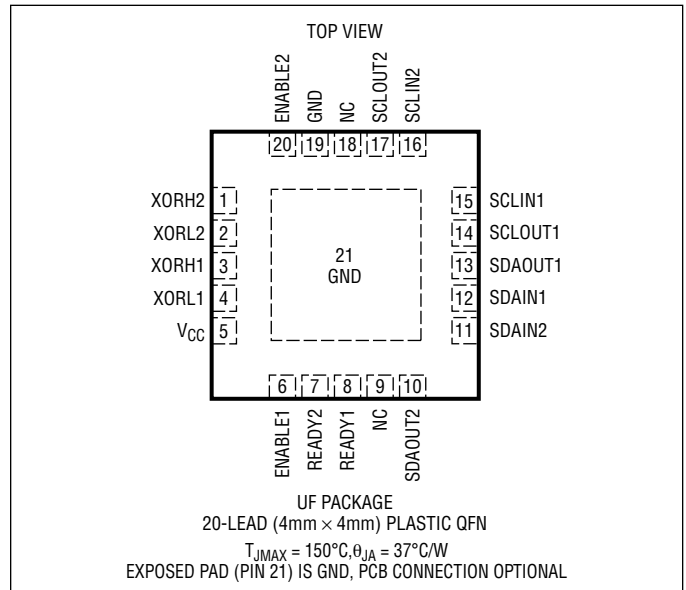 TOP VIEW
ENABLE2
GND
NC
SCLOUT2
SCLIN2
20 19 18 17 16
XORH2 1
XORL2 2
XORH1 3
XORL1 4
VCC 5
21
GND
15 SCLIN1
14 SCLOUT1
13 SDAOUT1
12 SDAIN1
11 SDAIN2
6 7 8 9 10
ENABLE1
READY2
READY1
NC
SDAOUT2
UF PACKAGE
20-LEAD (4mm × 4mm) PLASTIC QFN
TJMAX = 150°C,θJA = 37°C/W
EXPOSED PAD (PIN 21) IS GND, PCB CONNECTION OPTIONAL